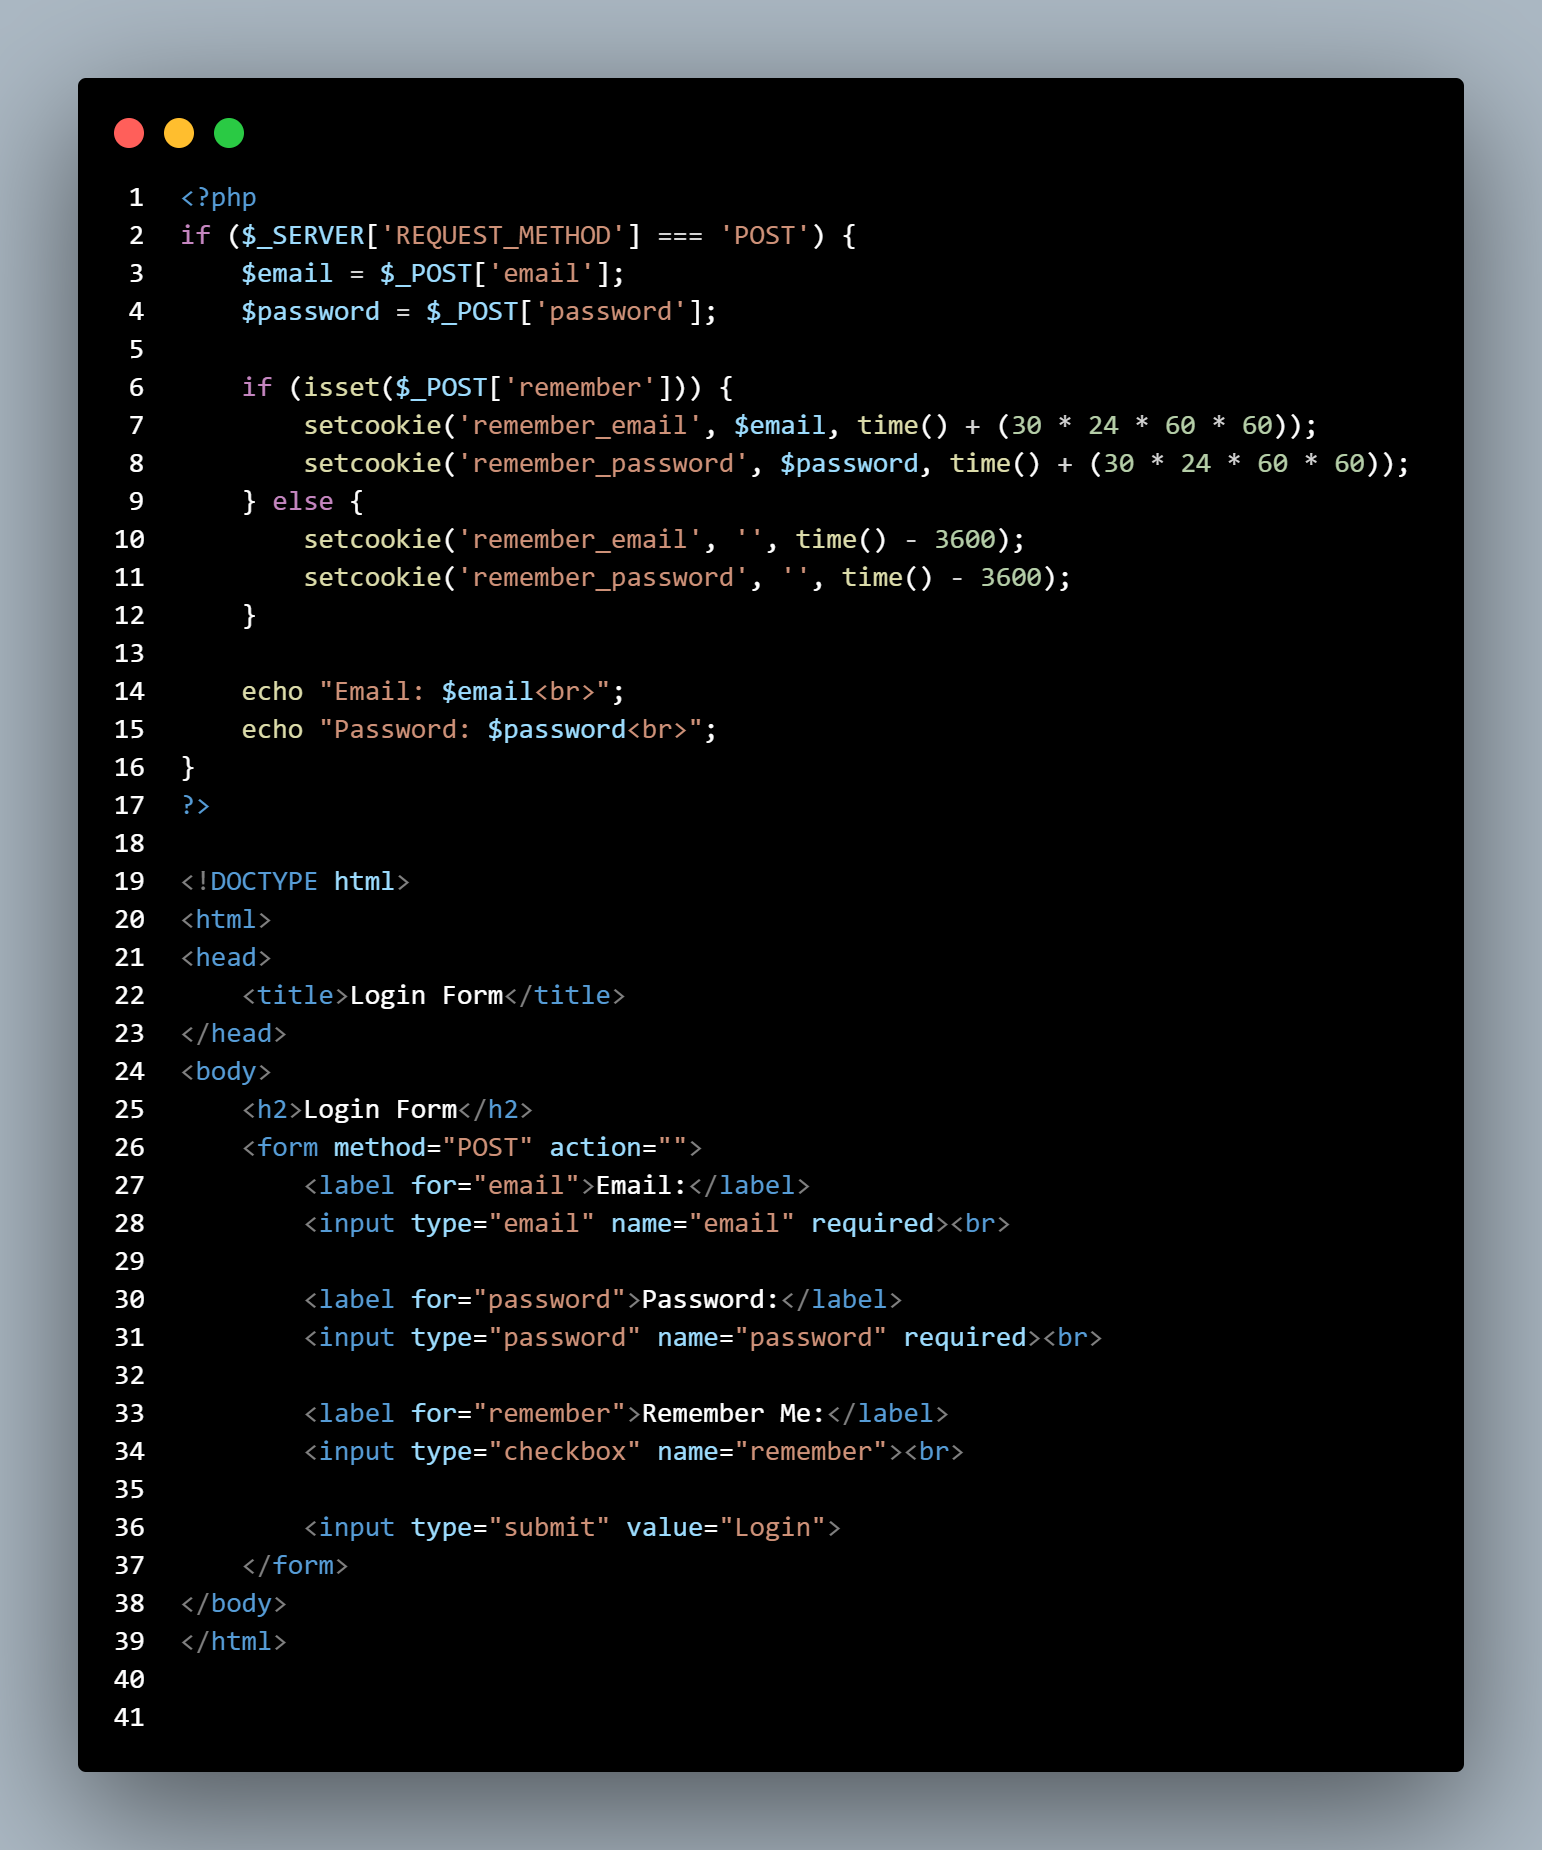 1 <?php
2 if ($_SERVER['REQUEST_METHOD'] === 'POST') {
3     $email = $_POST['email'];
4     $password = $_POST['password'];
5
6     if (isset($_POST['remember'])) {
7         setcookie('remember_email', $email, time() + (30 * 24 * 60 * 60));
8         setcookie('remember_password', $password, time() + (30 * 24 * 60 * 60));
9     } else {
10         setcookie('remember_email', '', time() - 3600);
11         setcookie('remember_password', '', time() - 3600);
12     }
13
14     echo "Email: $email<br>";
15     echo "Password: $password<br>";
16 }
17 ?>
18
19 <!DOCTYPE html>
20 <html>
21 <head>
22     <title>Login Form</title>
23 </head>
24 <body>
25     <h2>Login Form</h2>
26     <form method="POST" action="">
27         <label for="email">Email:</label>
28         <input type="email" name="email" required><br>
29
30         <label for="password">Password:</label>
31         <input type="password" name="password" required><br>
32
33         <label for="remember">Remember Me:</label>
34         <input type="checkbox" name="remember"><br>
35
36         <input type="submit" value="Login">
37     </form>
38 </body>
39 </html>
40
41